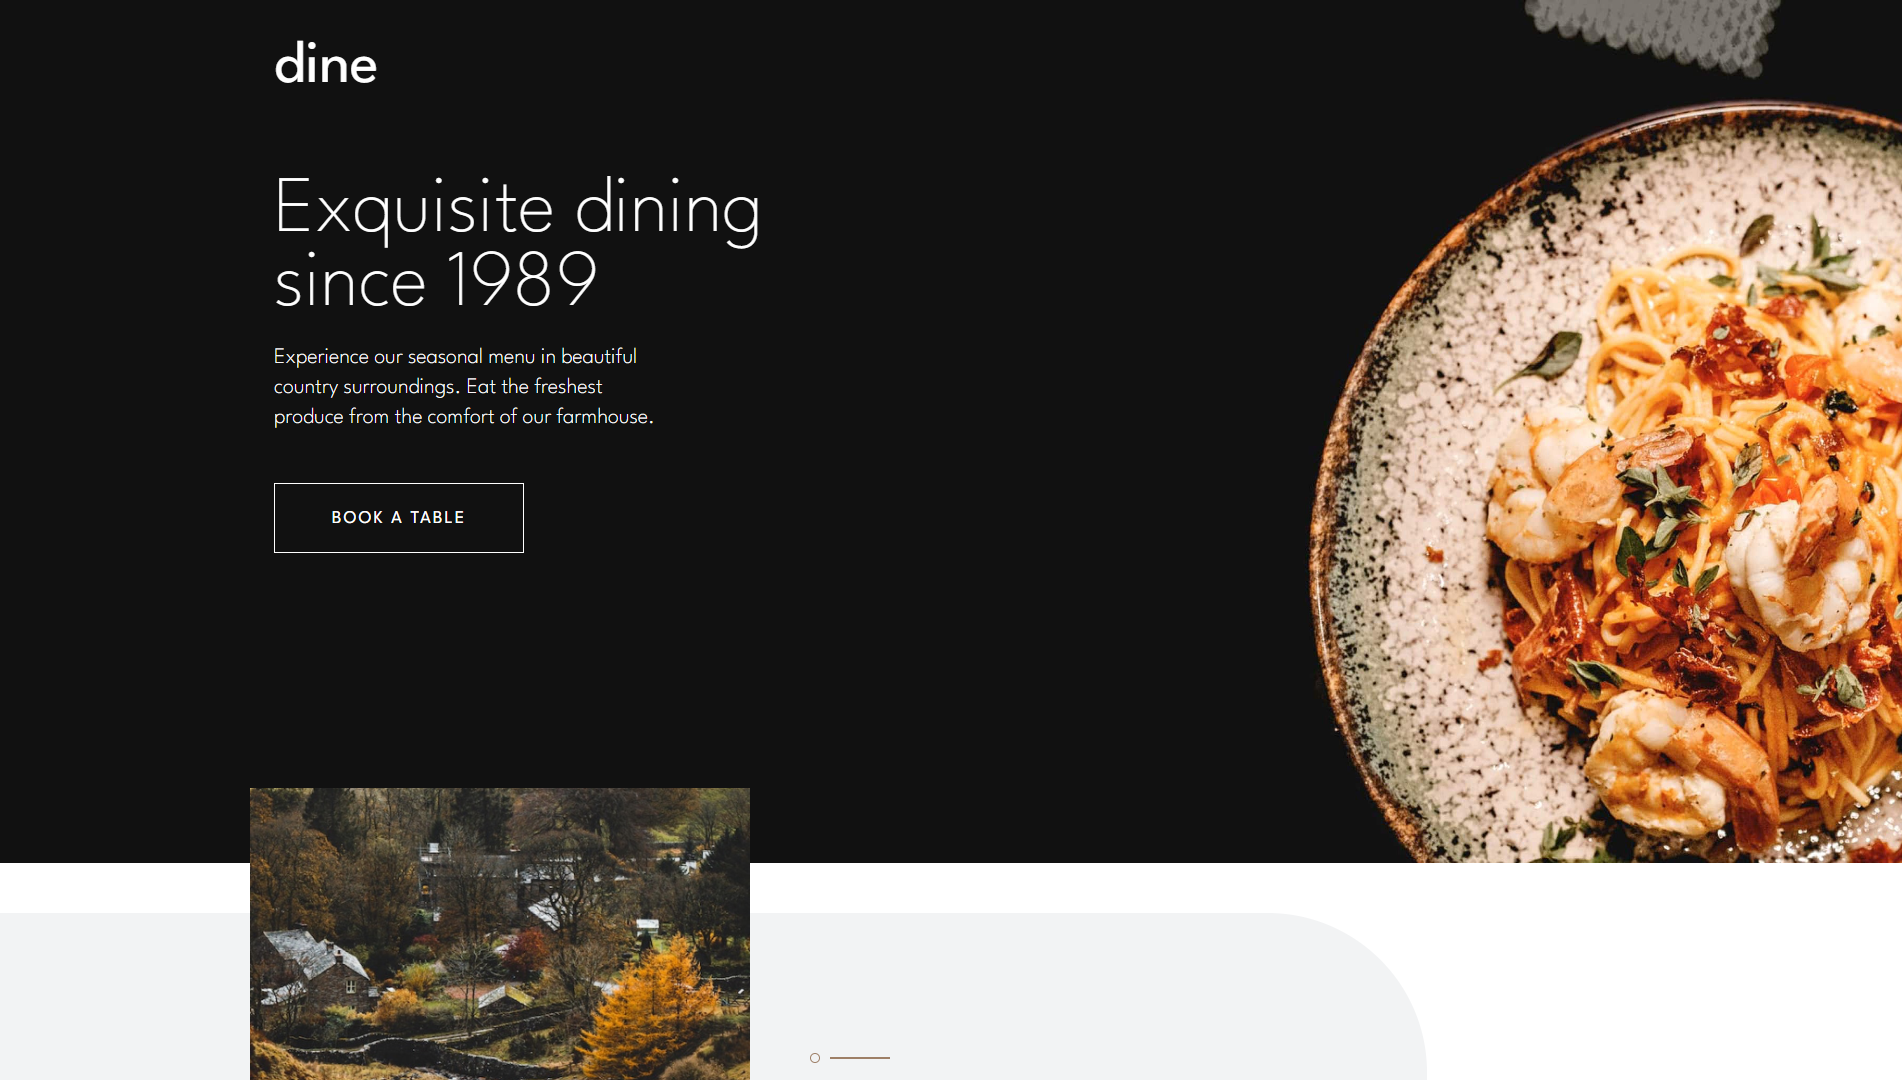 dine
Exquisite dining
since 1989
Experience our seasonal menu in beautiful
country surroundings. Eat the freshest
produce from the comfort of our farmhouse.
BOOK A TABLE